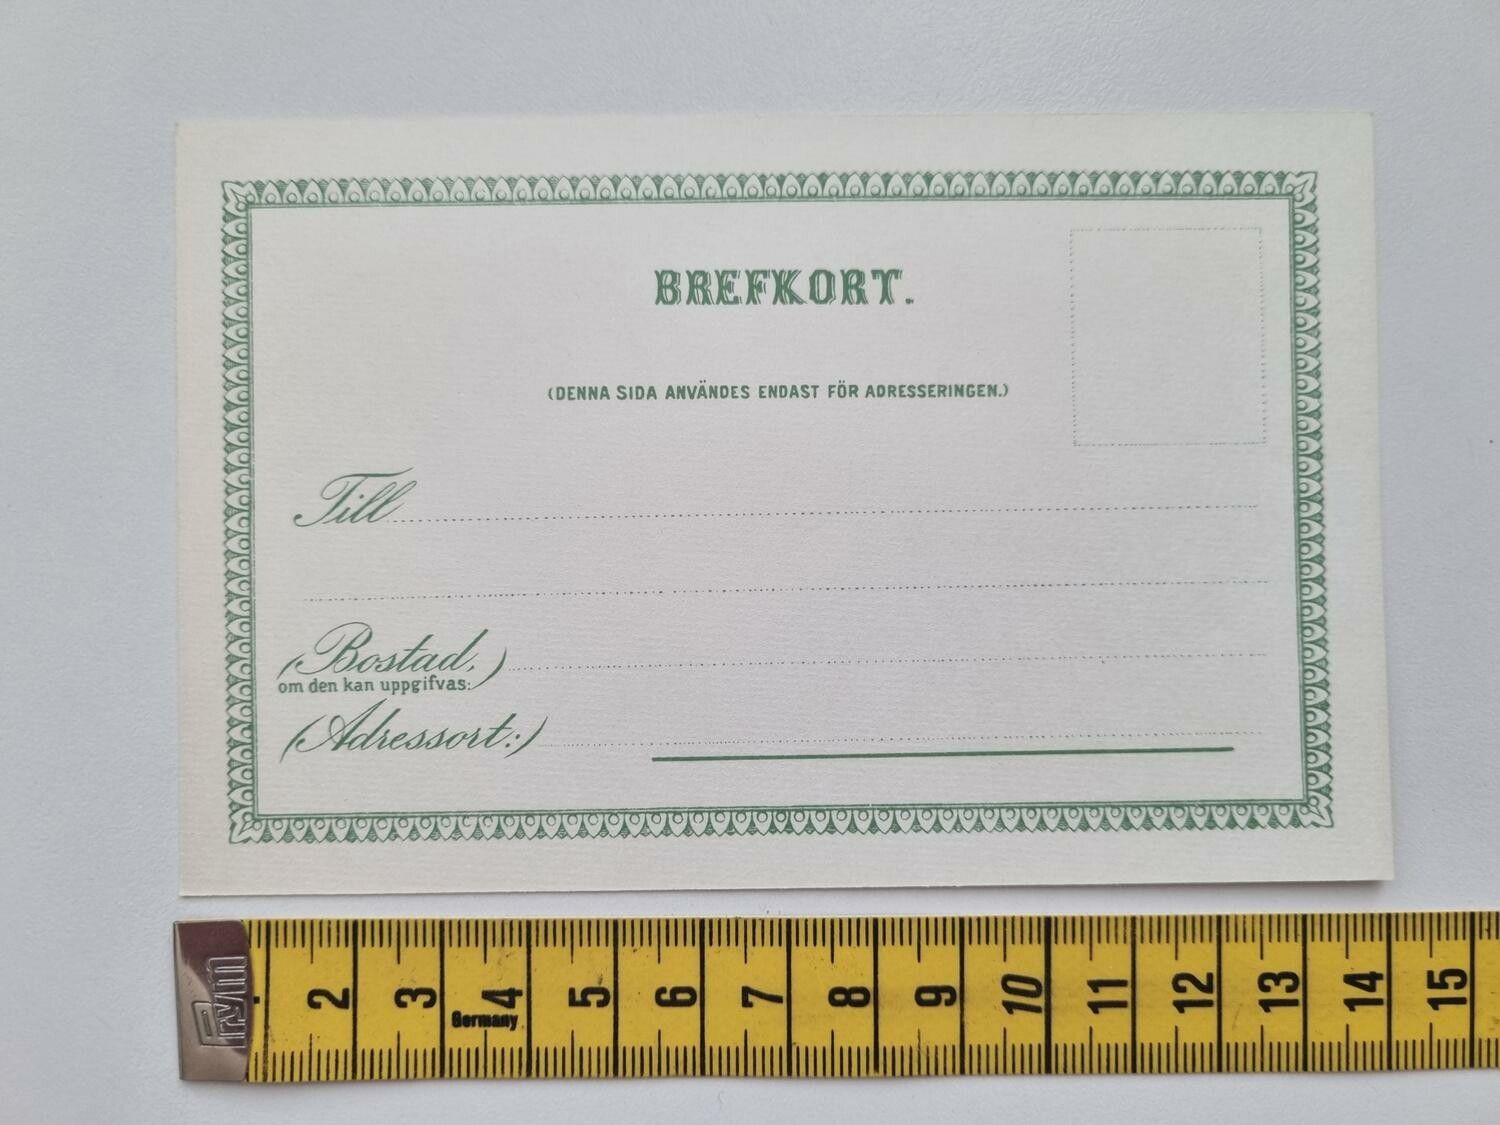 BREFKORT.
(DENNA SIDA ANVÄNDES ENDAST FÖR ADRESSERINGEN.)
Till
(Bostad,)
om den kan uppgifvas:
(Adressort:)
Prym
2 3 4 5 6 7 8 9 10 11 12 13 14 15
Germany